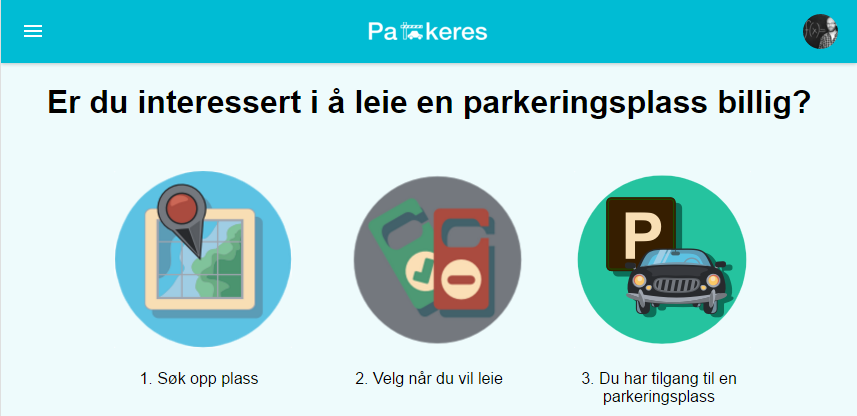 Pa keres
f(x)=
Er du interessert i å leie en parkeringsplass billig?
P
1. Søk opp plass
2. Velg når du vil leie
3. Du har tilgang til en
parkeringsplass